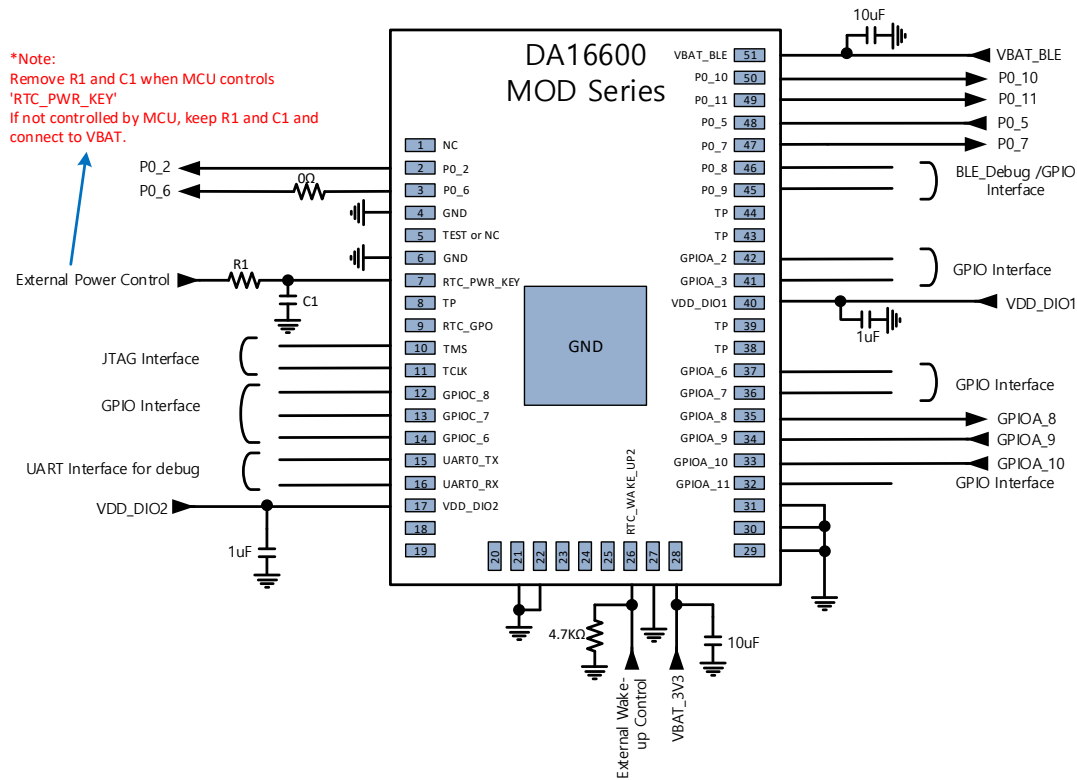 *Note:
Remove R1 and C1 when MCU controls
'RTC_PWR_KEY'
If not controlled by MCU, keep R1 and C1 and
connect to VBAT.
DA16600
MOD Series
P0_2
P0_6
0Ω
External Power Control
R1
C1
JTAG Interface
GPIO Interface
UART Interface for debug
VDD_DIO2
1uF
1 NC
2 P0_2
3 P0_6
4 GND
5 TEST or NC
6 GND
7 RTC_PWR_KEY
8 TP
9 RTC_GPO
10 TMS
11 TCLK
12 GPIOC_8
13 GPIOC_7
14 GPIOC_6
15 UART0_TX
16 UART0_RX
17 VDD_DIO2
18
19
GND
20
21
22
23
24
25
26
27
28
RTC_WAKE_UP2
4.7KΩ
External Wake-
up Control
VBAT_3V3
10uF
10uF
VBAT_BLE 51
P0_10 50
P0_11 49
P0_5 48
P0_7 47
P0_8 46
P0_9 45
TP 44
TP 43
GPIOA_2 42
GPIOA_3 41
VDD_DIO1 40
TP 39
TP 38
GPIOA_6 37
GPIOA_7 36
GPIOA_8 35
GPIOA_9 34
GPIOA_10 33
GPIOA_11 32
31
30
29
VBAT_BLE
P0_10
P0_11
P0_5
P0_7
BLE_Debug /GPIO
Interface
GPIO Interface
VDD_DIO1
1uF
GPIO Interface
GPIOA_8
GPIOA_9
GPIOA_10
GPIO Interface